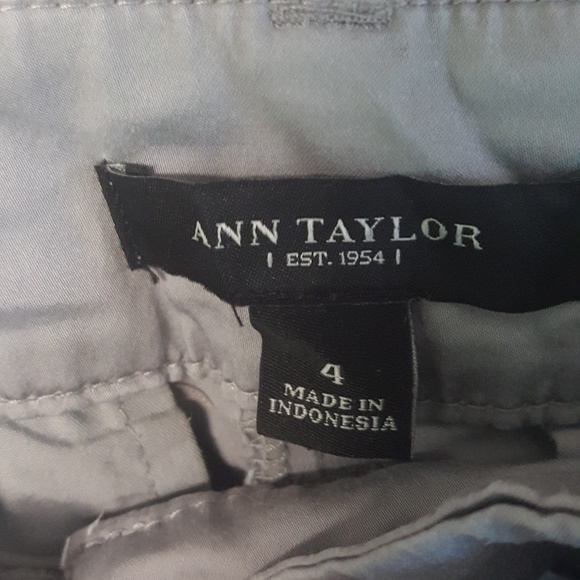 ANN TAYLOR
EST. 1954
4
MADE IN
INDONESIA